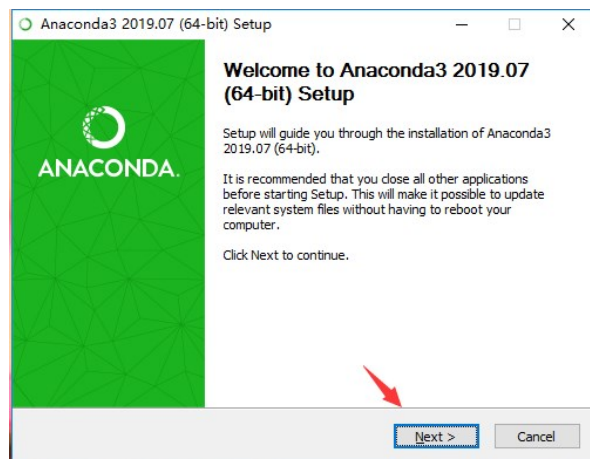 Anaconda3 2019.07 (64-bit) Setup
Welcome to Anaconda3 2019.07
(64-bit) Setup
ANACONDA.
Setup will guide you through the installation of Anaconda3
2019.07 (64-bit).
It is recommended that you close all other applications
before starting Setup. This will make it possible to update
relevant system files without having to reboot your
computer.
Click Next to continue.
Next >
Cancel